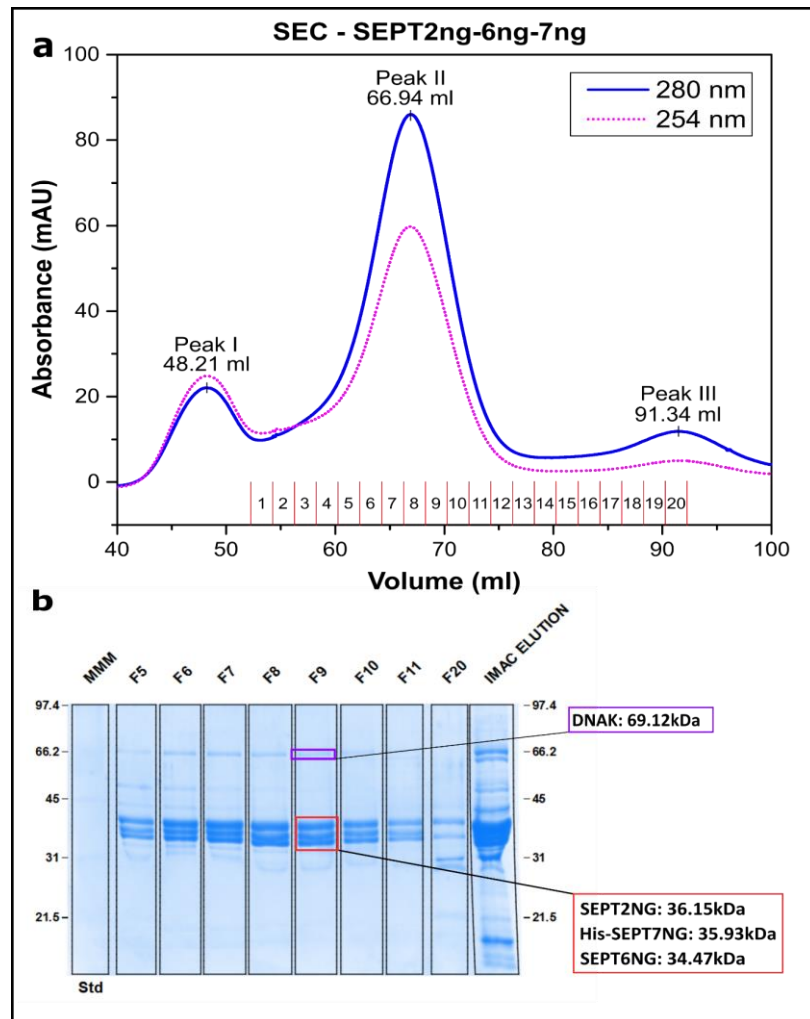 a
SEC - SEPT2ng-6ng-7ng
Peak II
66.94 ml
280 nm
254 nm
Peak I
48.21 ml
Peak III
91.34 ml
Absorbance (mAU)
100
80
60
40
20
0
1 2 3 4 5 6 7 8 9 10 11 12 13 14 15 16 17 18 19 20
40 50 60 70 80 90 100
Volume (ml)
b
MMM F5 F6 F7 F8 F9 F10 F11 F20 IMAC ELUTION
97.4
66.2
45
31
21.5
97.4
66.2
45
31
21.5
DNAK: 69.12kDa
SEPT2NG: 36.15kDa
His-SEPT7NG: 35.93kDa
SEPT6NG: 34.47kDa
Std